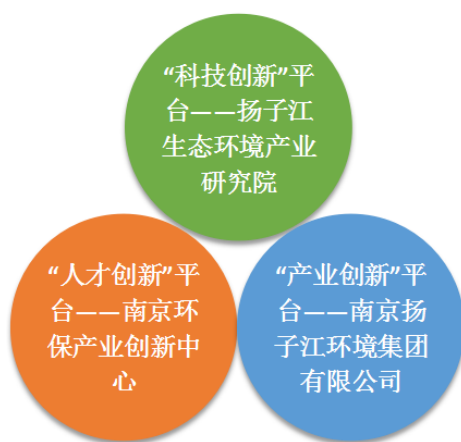 “科技创新”平
台——扬子江
生态环境产业
研究院
“人才创新”平
台——南京环
保产业创新中
心
“产业创新”平
台——南京扬
子江环境集团
有限公司